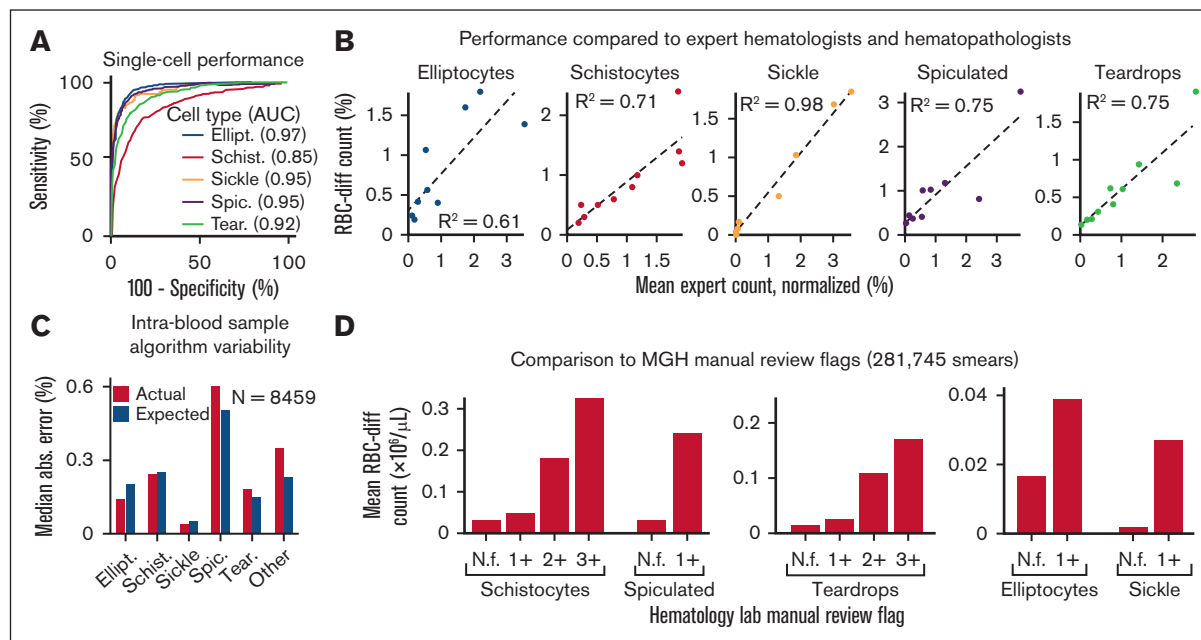 A
Single-cell performance
100
50
0
Sensitivity (%)
Cell type (AUC)
Ellipt. (0.97)
Schist. (0.85)
Sickle (0.95)
Spic. (0.95)
Tear. (0.92)
0 50 100
100 - Specificity (%)
B
Performance compared to expert hematologists and hematopathologists
RBC-diff count (%)
Elliptocytes
1.5
1
0.5
0
R² = 0.61
0 1 2 3
Schistocytes
R² = 0.71
2
1
0
0 0.5 1 1.5
Sickle
R² = 0.98
1.5
1
0.5
0
0 1 2 3
Spiculated
R² = 0.75
3
2
1
0
0 1 2 3
Teardrops
R² = 0.75
1.5
1
0.5
0
0 1 2
Mean expert count, normalized (%)
C
Intra-blood sample
algorithm variability
0.6
0.3
0
Median abs. error (%)
Actual
Expected
N = 8459
Ellipt.
Schist.
Sickle
Spic.
Tear.
Other
D
Comparison to MGH manual review flags (281,745 smears)
Mean RBC-diff
count (×10⁶/μL)
0.3
0.2
0.1
0
N.f. 1+ 2+ 3+
N.f. 1+
Schistocytes
Spiculated
0.2
0.1
0
N.f. 1+ 2+ 3+
Teardrops
0.04
0.02
0
N.f. 1+
N.f. 1+
Elliptocytes
Sickle
Hematology lab manual review flag